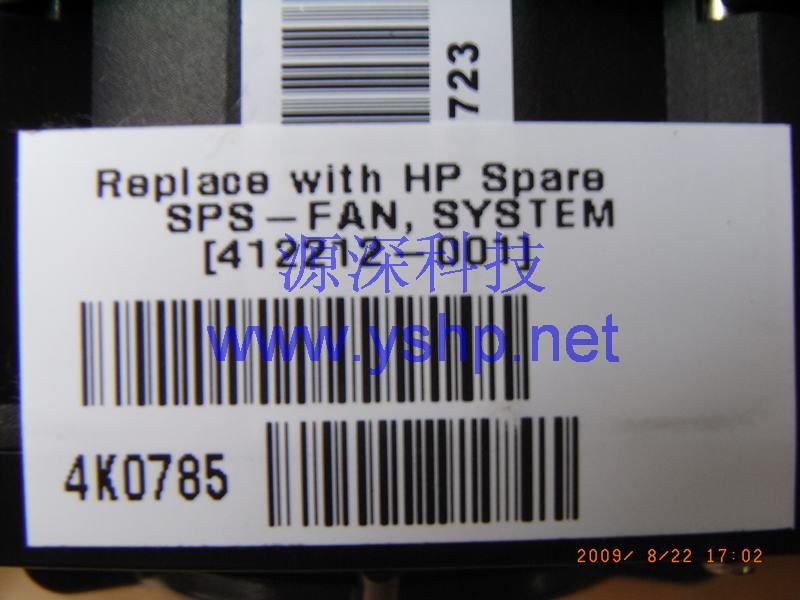 723
Replace with HP Spare
SPS-FAN, SYSTEM
[412212-001]
源深科技
www.yshp.net
4K0785
2009/ 8/22 17:02